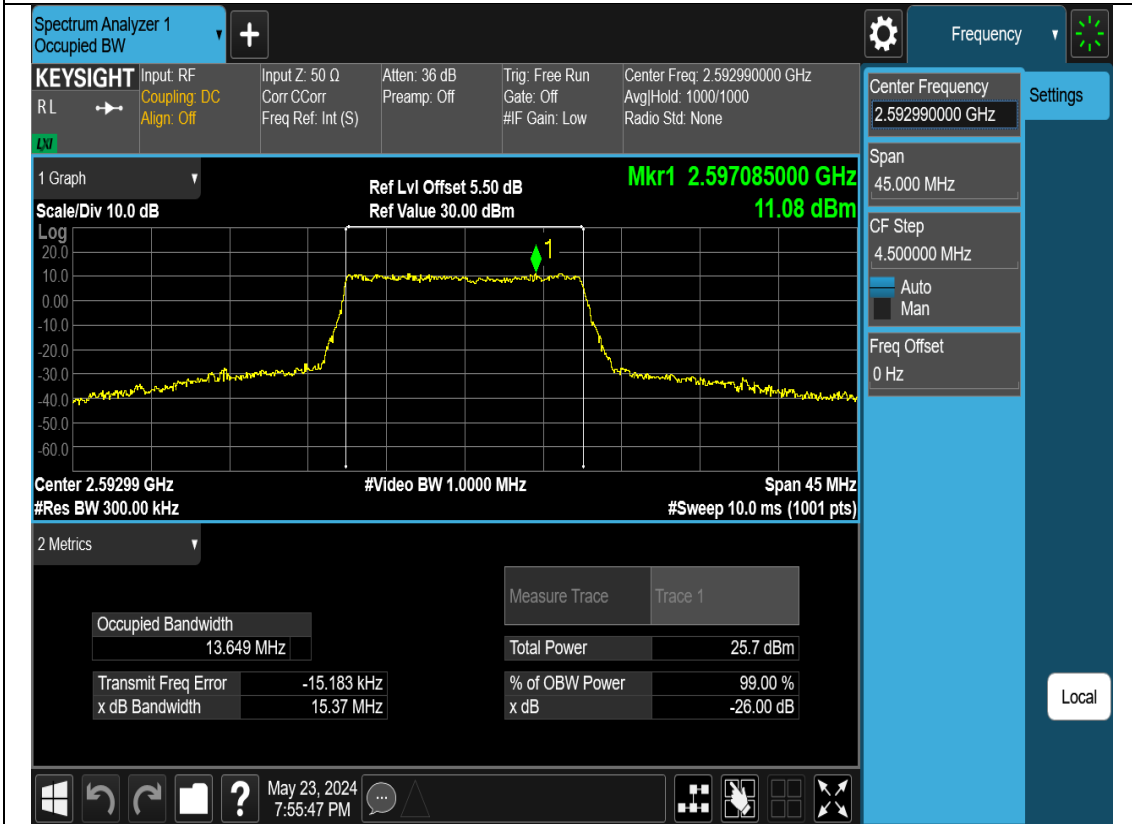 Spectrum Analyzer 1
Occupied BW
+
Frequency
KEYSIGHT
RL
LXI
Input: RF
Coupling: DC
Align: Off
Input Z: 50 Ω
Corr CCorr
Freq Ref: Int (S)
Atten: 36 dB
Preamp: Off
Trig: Free Run
Gate: Off
#IF Gain: Low
Center Freq: 2.592990000 GHz
Avg|Hold: 1000/1000
Radio Std: None
Center Frequency
2.592990000 GHz
Settings
Span
45.000 MHz
CF Step
4.500000 MHz
Auto
Man
Freq Offset
0 Hz
Local
1 Graph
Scale/Div 10.0 dB
Ref Lvl Offset 5.50 dB
Ref Value 30.00 dBm
Mkr1 2.597085000 GHz
11.08 dBm
Log
20.0
10.0
0.00
-10.0
-20.0
-30.0
-40.0
-50.0
-60.0
1
Center 2.59299 GHz
#Res BW 300.00 kHz
#Video BW 1.0000 MHz
Span 45 MHz
#Sweep 10.0 ms (1001 pts)
2 Metrics
Measure Trace Trace 1
Occupied Bandwidth
13.649 MHz
Total Power 25.7 dBm
Transmit Freq Error -15.183 kHz
% of OBW Power 99.00 %
x dB Bandwidth 15.37 MHz
x dB -26.00 dB
?
May 23, 2024
7:55:47 PM